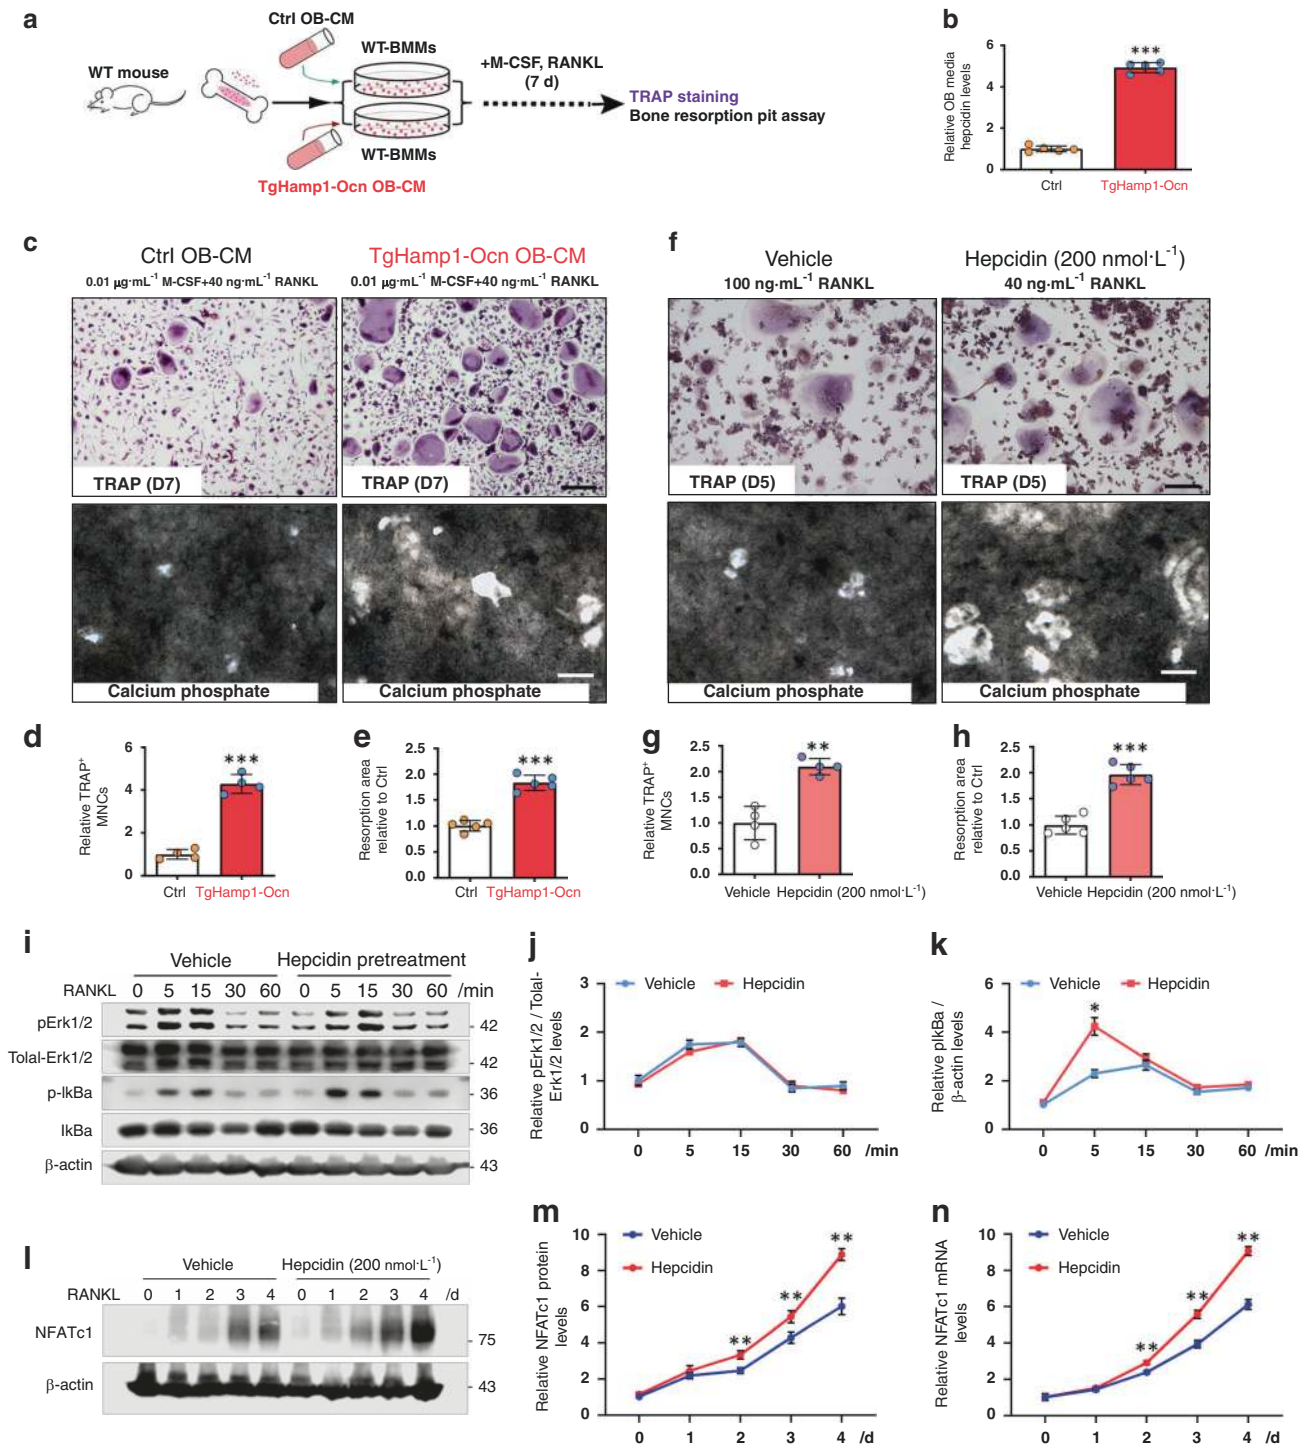 a
Ctrl OB-CM
WT-BMMs
WT mouse
+M-CSF, RANKL
(7 d)
TRAP staining
Bone resorption pit assay
WT-BMMs
TgHamp1-Ocn OB-CM
b
Relative OB media
hepcidin levels
6
4
2
0
***
Ctrl
TgHamp1-Ocn
c
Ctrl OB-CM
0.01 μg·mL⁻¹ M-CSF+40 ng·mL⁻¹ RANKL
TgHamp1-Ocn OB-CM
0.01 μg·mL⁻¹ M-CSF+40 ng·mL⁻¹ RANKL
TRAP (D7)
TRAP (D7)
Calcium phosphate
Calcium phosphate
f
Vehicle
100 ng·mL⁻¹ RANKL
Hepcidin (200 nmol·L⁻¹)
40 ng·mL⁻¹ RANKL
TRAP (D5)
TRAP (D5)
Calcium phosphate
Calcium phosphate
d
Relative TRAP⁺
MNCs
6
4
2
0
***
Ctrl
TgHamp1-Ocn
e
Resorption area
relative to Ctrl
2.5
2.0
1.5
1.0
0.5
0.0
***
Ctrl
TgHamp1-Ocn
g
Relative TRAP⁺
MNCs
2.5
2.0
1.5
1.0
0.5
0.0
**
Vehicle
Hepcidin (200 nmol·L⁻¹)
h
Resorption area
relative to Ctrl
2.5
2.0
1.5
1.0
0.5
0.0
***
Vehicle
Hepcidin (200 nmol·L⁻¹)
i
Vehicle
Hepcidin pretreatment
RANKL 0 5 15 30 60 0 5 15 30 60 /min
pErk1/2
42
Tolal-Erk1/2
42
p-IkBa
36
IkBa
36
β-actin
43
j
Relative pErk1/2 / Tolal-
Erk1/2 levels
3
2
1
0
Vehicle
Hepcidin
0 5 15 30 60 /min
k
Relative pIkBa /
β-actin levels
6
4
2
0
Vehicle
Hepcidin
*
0 5 15 30 60 /min
l
Vehicle
Hepcidin (200 nmol·L⁻¹)
RANKL 0 1 2 3 4 0 1 2 3 4 /d
NFATc1
75
β-actin
43
m
Relative NFATc1 protein
levels
10
8
6
4
2
0
Vehicle
Hepcidin
**
**
**
0 1 2 3 4 /d
n
Relative NFATc1 mRNA
levels
10
8
6
4
2
0
Vehicle
Hepcidin
**
**
**
0 1 2 3 4 /d